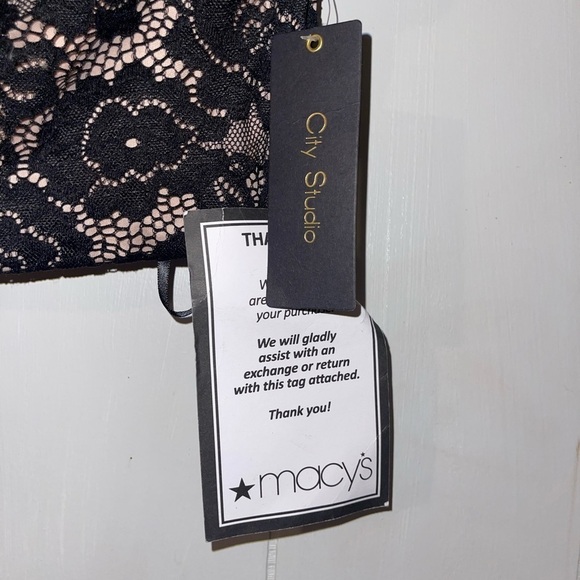 City Studio
THA
W
are
your purchas
We will gladly
assist with an
exchange or return
with this tag attached.
Thank you!
★macy's